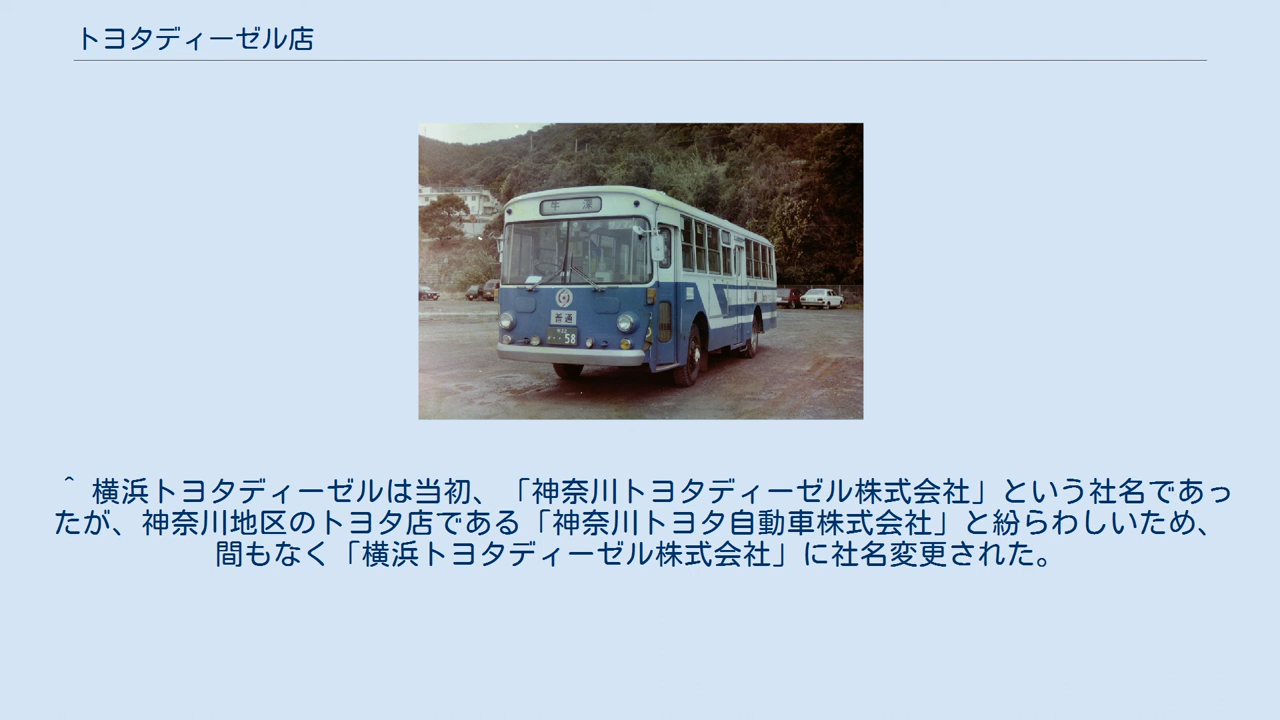 トヨタディーゼル店
牛深
普通
58
^ 横浜トヨタディーゼルは当初、「神奈川トヨタディーゼル株式会社」という社名であっ
たが、神奈川地区のトヨタ店である「神奈川トヨタ自動車株式会社」と紛らわしいため、
間もなく「横浜トヨタディーゼル株式会社」に社名変更された。